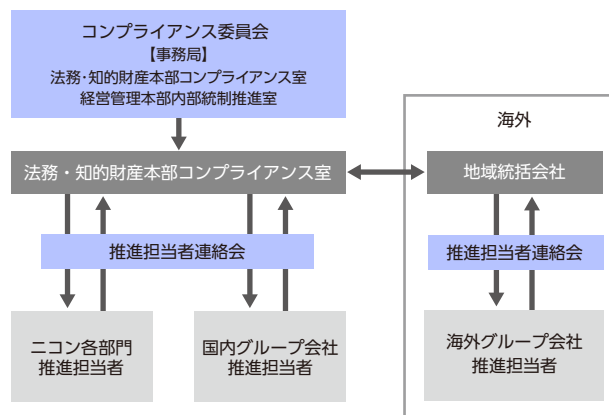 コンプライアンス委員会
【事務局】
法務・知的財産本部コンプライアンス室
経営管理本部内部統制推進室
海外
法務・知的財産本部コンプライアンス室
地域統括会社
推進担当者連絡会
推進担当者連絡会
ニコン各部門
推進担当者
国内グループ会社
推進担当者
海外グループ会社
推進担当者